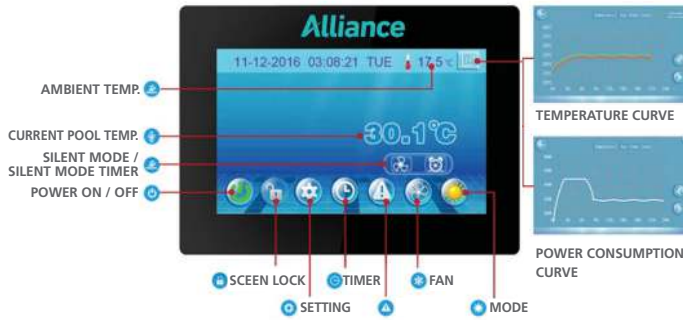 Alliance
11-12-2016 03:08:21 TUE 17.5℃
AMBIENT TEMP.
CURRENT POOL TEMP.
30.1°C
SILENT MODE /
SILENT MODE TIMER
POWER ON / OFF
SCEEN LOCK
TIMER
FAN
SETTING
MODE
TEMPERATURE CURVE
POWER CONSUMPTION
CURVE